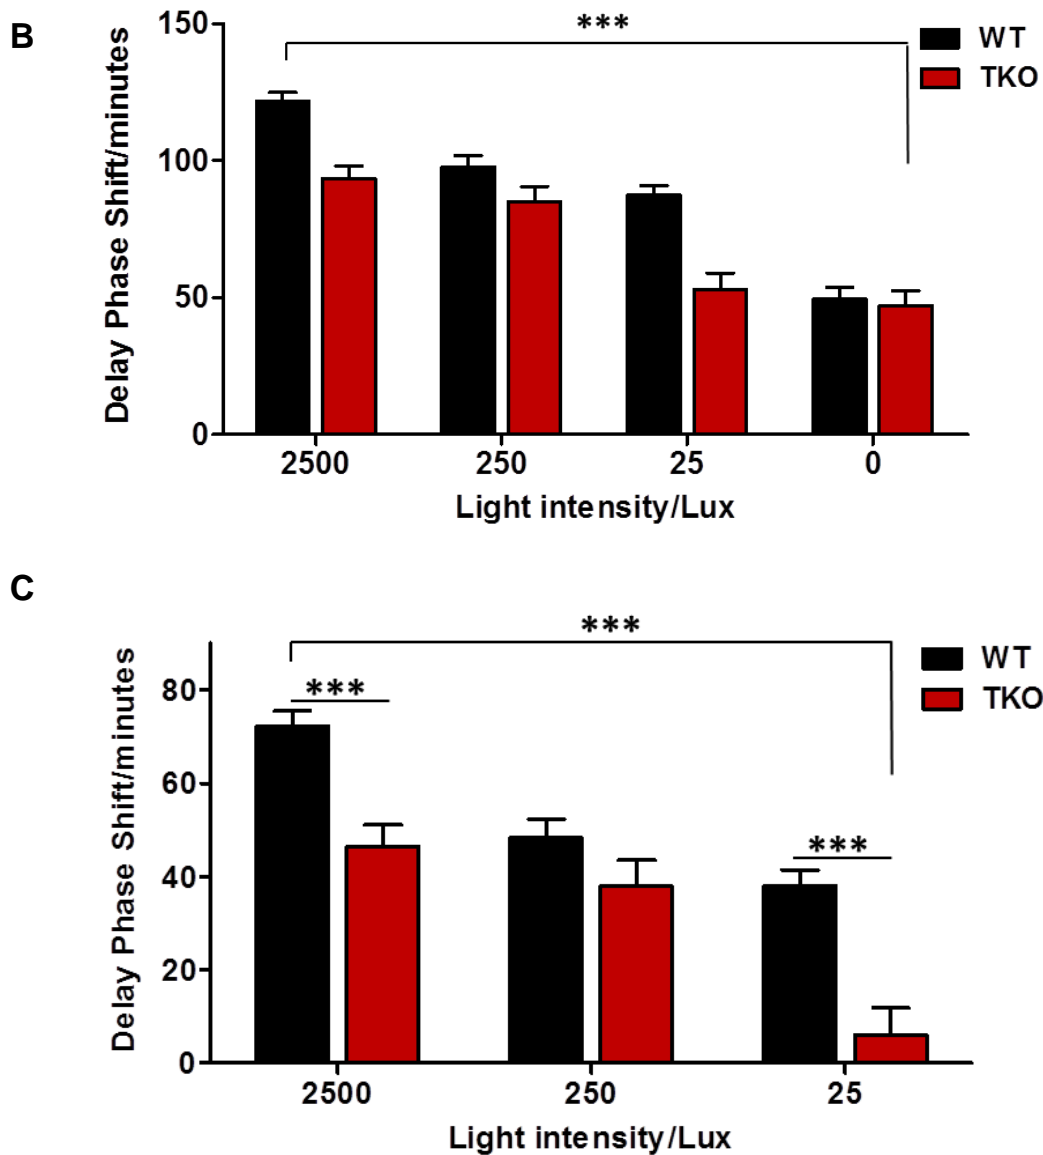 B
Delay Phase Shift/minutes
150
100
50
0
***
WT
TKO
2500 250 25 0
Light intensity/Lux
C
Delay Phase Shift/minutes
80
60
40
20
0
***
***
***
WT
TKO
2500 250 25
Light intensity/Lux